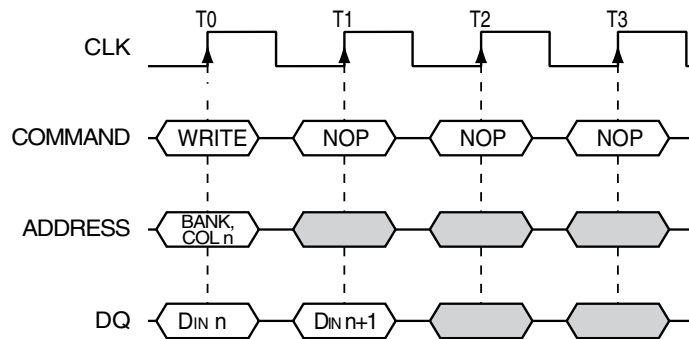 T0 T1 T2 T3
CLK
COMMAND WRITE NOP NOP NOP
ADDRESS BANK,
COL n
DQ DIN n DIN n+1